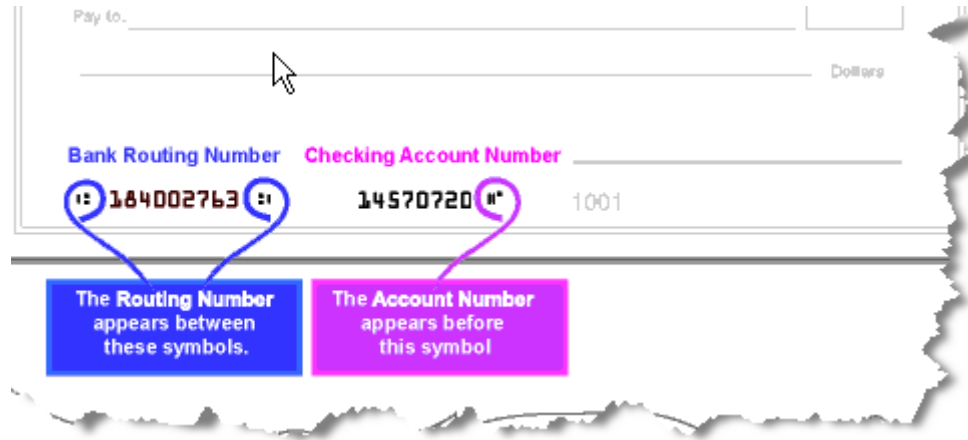 Pay to.
Dollars
Bank Routing Number Checking Account Number
⑆184002763⑆ 14570720⑈ 1001
The Routing Number
appears between
these symbols.
The Account Number
appears before
this symbol